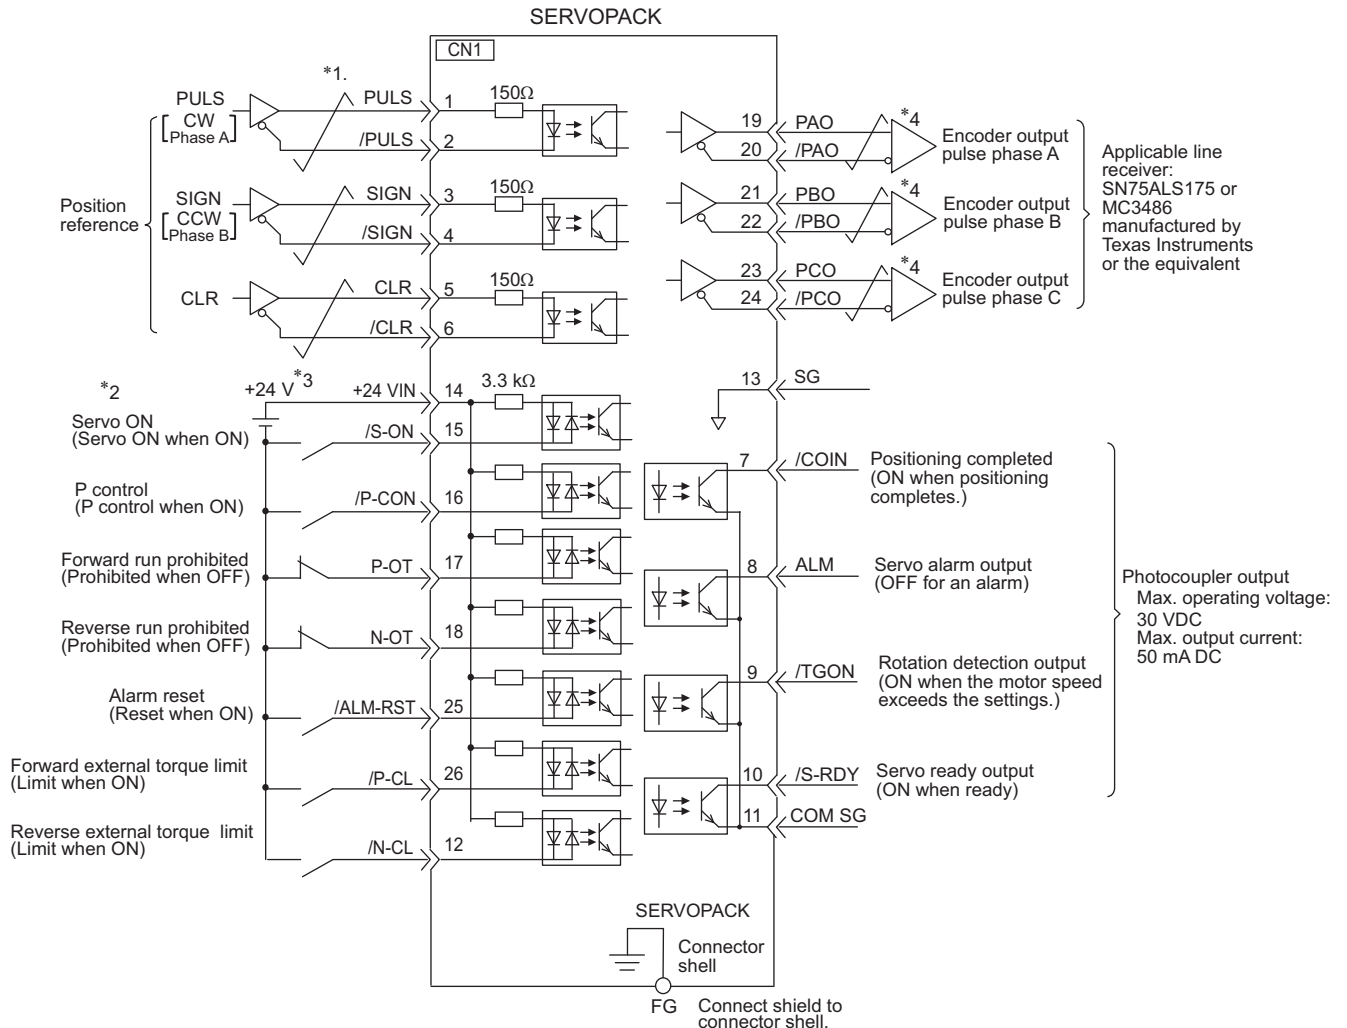 SERVOPACK
CN1
*1.
PULS
CW
Phase A
PULS
1
150Ω
/PULS
2
SIGN
CCW
Phase B
SIGN
3
150Ω
/SIGN
4
Position
reference
CLR
CLR
5
150Ω
/CLR
6
19
PAO
*4
20
/PAO
Encoder output
pulse phase A
21
PBO
*4
22
/PBO
Encoder output
pulse phase B
23
PCO
*4
24
/PCO
Encoder output
pulse phase C
Applicable line
receiver:
SN75ALS175 or
MC3486
manufactured by
Texas Instruments
or the equivalent
*2
+24 V
*3
+24 VIN
14
3.3 kΩ
13
SG
Servo ON
(Servo ON when ON)
/S-ON
15
P control
(P control when ON)
/P-CON
16
Forward run prohibited
(Prohibited when OFF)
P-OT
17
Reverse run prohibited
(Prohibited when OFF)
N-OT
18
Alarm reset
(Reset when ON)
/ALM-RST
25
Forward external torque limit
(Limit when ON)
/P-CL
26
Reverse external torque limit
(Limit when ON)
/N-CL
12
7
/COIN
Positioning completed
(ON when positioning
completes.)
8
ALM
Servo alarm output
(OFF for an alarm)
9
/TGON
Rotation detection output
(ON when the motor speed
exceeds the settings.)
10
/S-RDY
Servo ready output
(ON when ready)
11
COM SG
Photocoupler output
Max. operating voltage:
30 VDC
Max. output current:
50 mA DC
SERVOPACK
Connector
shell
FG
Connect shield to
connector shell.